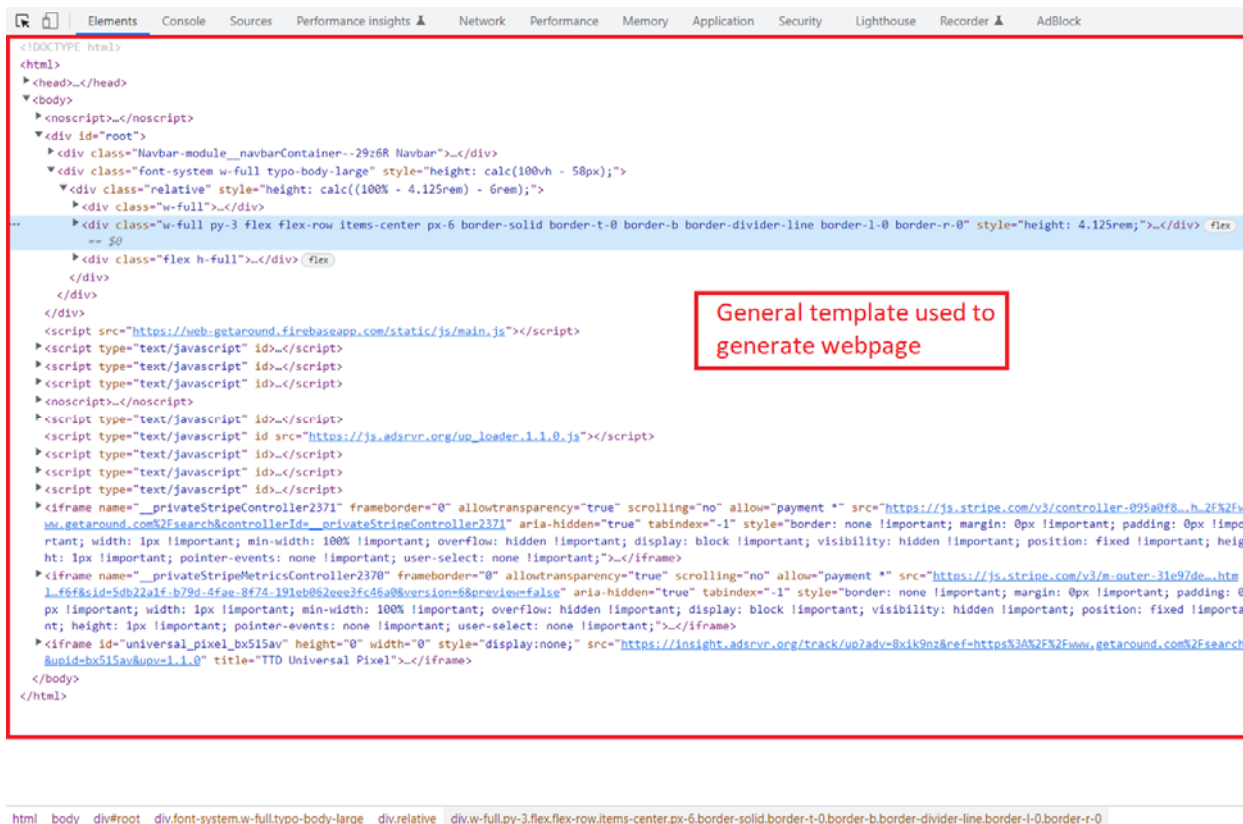 Elements Console Sources Performance insights Network Performance Memory Application Security Lighthouse Recorder AdBlock
<!DOCTYPE html>
<html>
<head>…</head>
<body>
<noscript>…</noscript>
<div id="root">
<div class="Navbar-module__navbarContainer--29z6R Navbar">…</div>
<div class="font-system w-full typo-body-large" style="height: calc(100vh - 58px);">
<div class="relative" style="height: calc((100% - 4.125rem) - 6rem);">
<div class="w-full">…</div>
<div class="w-full py-3 flex flex-row items-center px-6 border-solid border-t-0 border-b border-divider-line border-l-0 border-r-0" style="height: 4.125rem;">…</div> flex
== $0
<div class="flex h-full">…</div> flex
</div>
</div>
</div>
General template used to
generate webpage
<script src="https://web-getaround.firebaseapp.com/static/js/main.js"></script>
<script type="text/javascript" id>…</script>
<script type="text/javascript" id>…</script>
<script type="text/javascript" id>…</script>
<noscript>…</noscript>
<script type="text/javascript" id>…</script>
<script type="text/javascript" id src="https://js.adsrvr.org/up_loader.1.1.0.js"></script>
<script type="text/javascript" id>…</script>
<script type="text/javascript" id>…</script>
<script type="text/javascript" id>…</script>
<iframe name="__privateStripeController2371" frameborder="0" allowtransparency="true" scrolling="no" allow="payment *" src="https://js.stripe.com/v3/controller-095a0f8…h_2F%2Fw
ww.getaround.com%2Fsearch&controllerId=__privateStripeController2371" aria-hidden="true" tabindex="-1" style="border: none !important; margin: 0px !important; padding: 0px !impo
rtant; width: 1px !important; min-width: 100% !important; overflow: hidden !important; display: block !important; visibility: hidden !important; position: fixed !important; heig
ht: 1px !important; pointer-events: none !important; user-select: none !important;">…</iframe>
<iframe name="__privateStripeMetricsController2370" frameborder="0" allowtransparency="true" scrolling="no" allow="payment *" src="https://js.stripe.com/v3/m-outer-31e97de….htm
l…f6f&sid=5db22a1f-b79d-4fae-8f74-191eb062eee3fc46a0&version=6&preview=false" aria-hidden="true" tabindex="-1" style="border: none !important; margin: 0px !important; padding: 0
px !important; width: 1px !important; min-width: 100% !important; overflow: hidden !important; display: block !important; visibility: hidden !important; position: fixed !importa
nt; height: 1px !important; pointer-events: none !important; user-select: none !important;">…</iframe>
<iframe id="universal_pixel_bx515av" height="0" width="0" style="display:none;" src="https://insight.adsrvr.org/track/up?adv=8xik9nz&ref=https%3A%2F%2Fwww.getaround.com%2Fsearch
&upid=bx515av&upv=1.1.0" title="TTD Universal Pixel">…</iframe>
</body>
</html>
html body div#root div.font-system.w-full.typo-body-large div.relative div.w-full.py-3.flex.flex-row.items-center.px-6.border-solid.border-t-0.border-b.border-divider-line.border-l-0.border-r-0